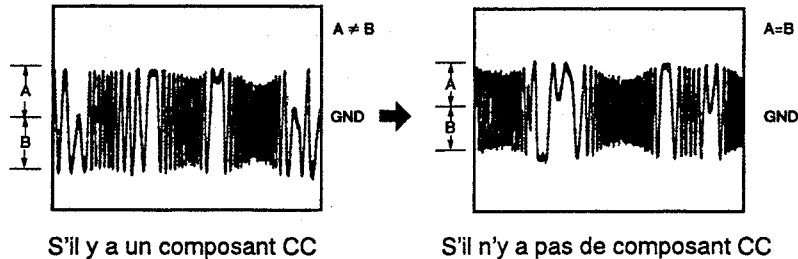 A ≠ B
A
GND
B
S'il y a un composant CC
A=B
A
B
GND
S'il n'y a pas de composant CC